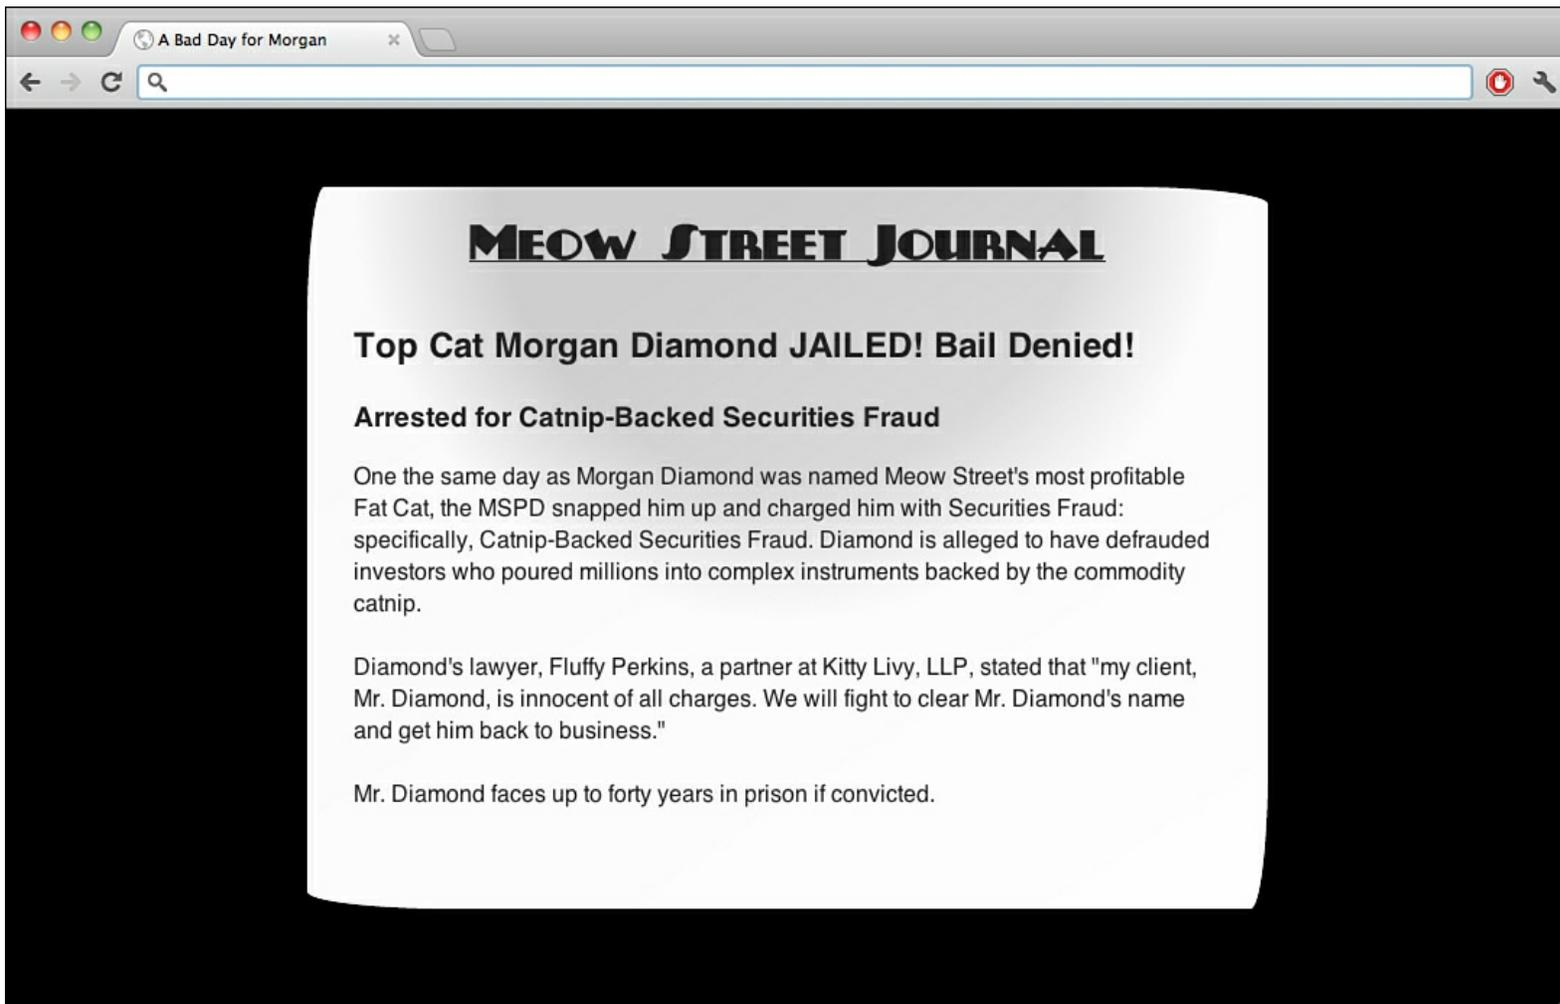 A Bad Day for Morgan
Meow Street Journal
Top Cat Morgan Diamond JAILED! Bail Denied!
Arrested for Catnip-Backed Securities Fraud
One the same day as Morgan Diamond was named Meow Street's most profitable
Fat Cat, the MSPD snapped him up and charged him with Securities Fraud:
specifically, Catnip-Backed Securities Fraud. Diamond is alleged to have defrauded
investors who poured millions into complex instruments backed by the commodity
catnip.
Diamond's lawyer, Fluffy Perkins, a partner at Kitty Livy, LLP, stated that "my client,
Mr. Diamond, is innocent of all charges. We will fight to clear Mr. Diamond's name
and get him back to business."
Mr. Diamond faces up to forty years in prison if convicted.